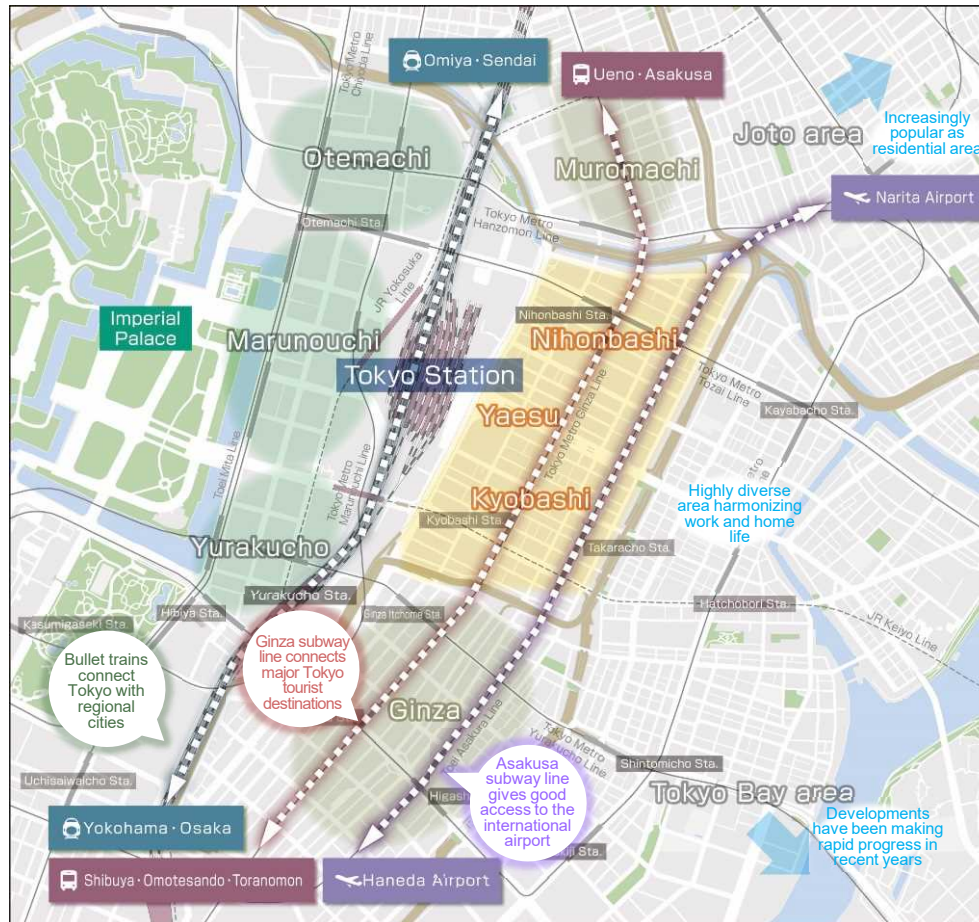 Omiya・Sendai
Ueno・Asakusa
Increasingly
popular as
residential area
Joto area
Narita Airport
Tokyo Metro
Chiyoda Line
Otemachi
Muromachi
Otemachi Sta.
Tokyo Metro
Hanzomon Line
JR Yokosuka
Line
Imperial
Palace
Marunouchi
Tokyo Station
Nihonbashi Sta.
Nihonbashi
Tokyo Metro
Tozai Line
Kayabacho Sta.
Yaesu
Tokyo Metro Ginza Line
Toei Mita Line
Tokyo Metro
Marunouchi Line
Kyobashi
Kyobashi Sta.
Highly diverse
area harmonizing
work and home
life
Takaracho Sta.
Yurakucho
Yurakucho Sta.
Hibiya Sta.
Kasumigaseki Sta.
Ginza Itchome Sta.
Hatchobori Sta.
JR Keiyo Line
Bullet trains
connect
Tokyo with
regional
cities
Ginza subway
line connects
major Tokyo
tourist
destinations
Ginza
Toei Asakura Line
Tokyo Metro
Yurakucho Line
Shintomicho Sta.
Uchisaiwaicho Sta.
Higash
Asakusa
subway line
gives good
access to the
international
airport
Tokyo Bay area
Developments
have been making
rapid progress in
recent years
Yokohama・Osaka
Shibuya・Omotesando・Toranomon
Haneda Airport
Sta.